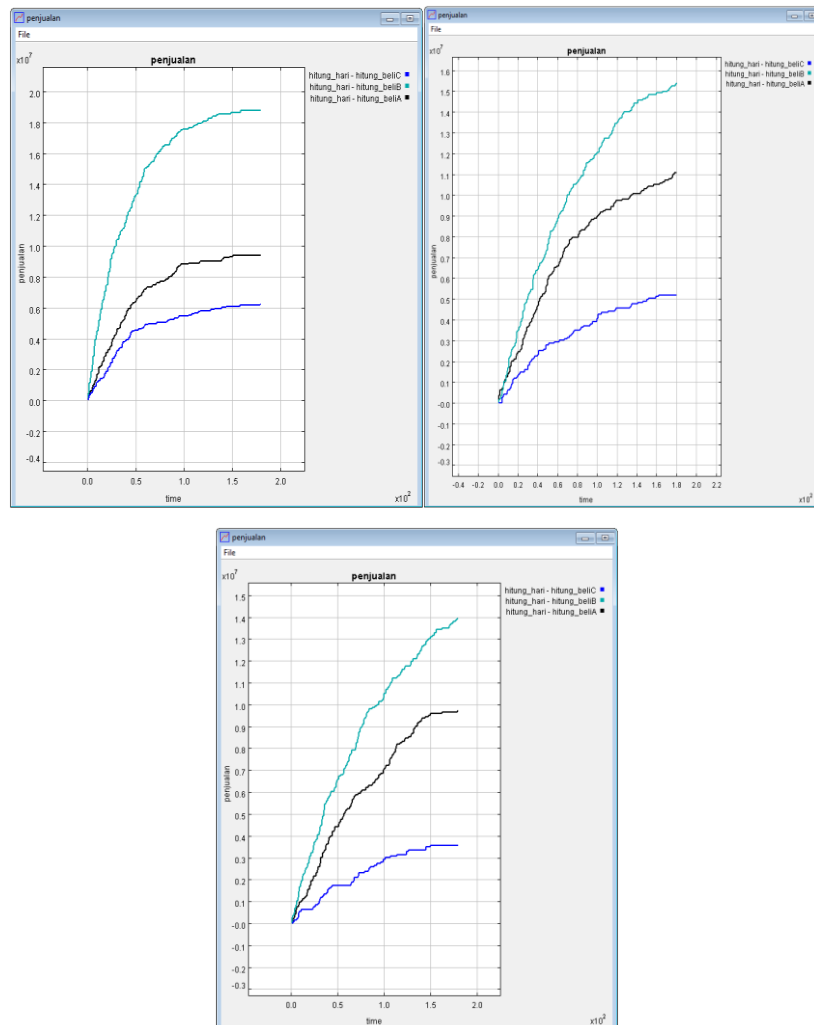 penjualan
File
x10^7
penjualan
hitung_hari - hitung_beliC
hitung_hari - hitung_beliB
hitung_hari - hitung_beliA
2.0
1.8
1.6
1.4
1.2
1.0
0.8
0.6
0.4
0.2
0.0
-0.2
-0.4
penjualan
0.0 0.5 1.0 1.5 2.0
time
x10^2
penjualan
File
x10^7
penjualan
hitung_hari - hitung_beliC
hitung_hari - hitung_beliB
hitung_hari - hitung_beliA
1.6
1.5
1.4
1.3
1.2
1.1
1.0
0.9
0.8
0.7
0.6
0.5
0.4
0.3
0.2
0.1
-0.0
-0.1
-0.2
-0.3
penjualan
-0.4 -0.2 0.0 0.2 0.4 0.6 0.8 1.0 1.2 1.4 1.6 1.8 2.0 2.2
time
x10^2
penjualan
File
x10^7
penjualan
hitung_hari - hitung_beliC
hitung_hari - hitung_beliB
hitung_hari - hitung_beliA
1.5
1.4
1.3
1.2
1.1
1.0
0.9
0.8
0.7
0.6
0.5
0.4
0.3
0.2
0.1
-0.0
-0.1
-0.2
-0.3
penjualan
0.0 0.5 1.0 1.5 2.0
time
x10^2